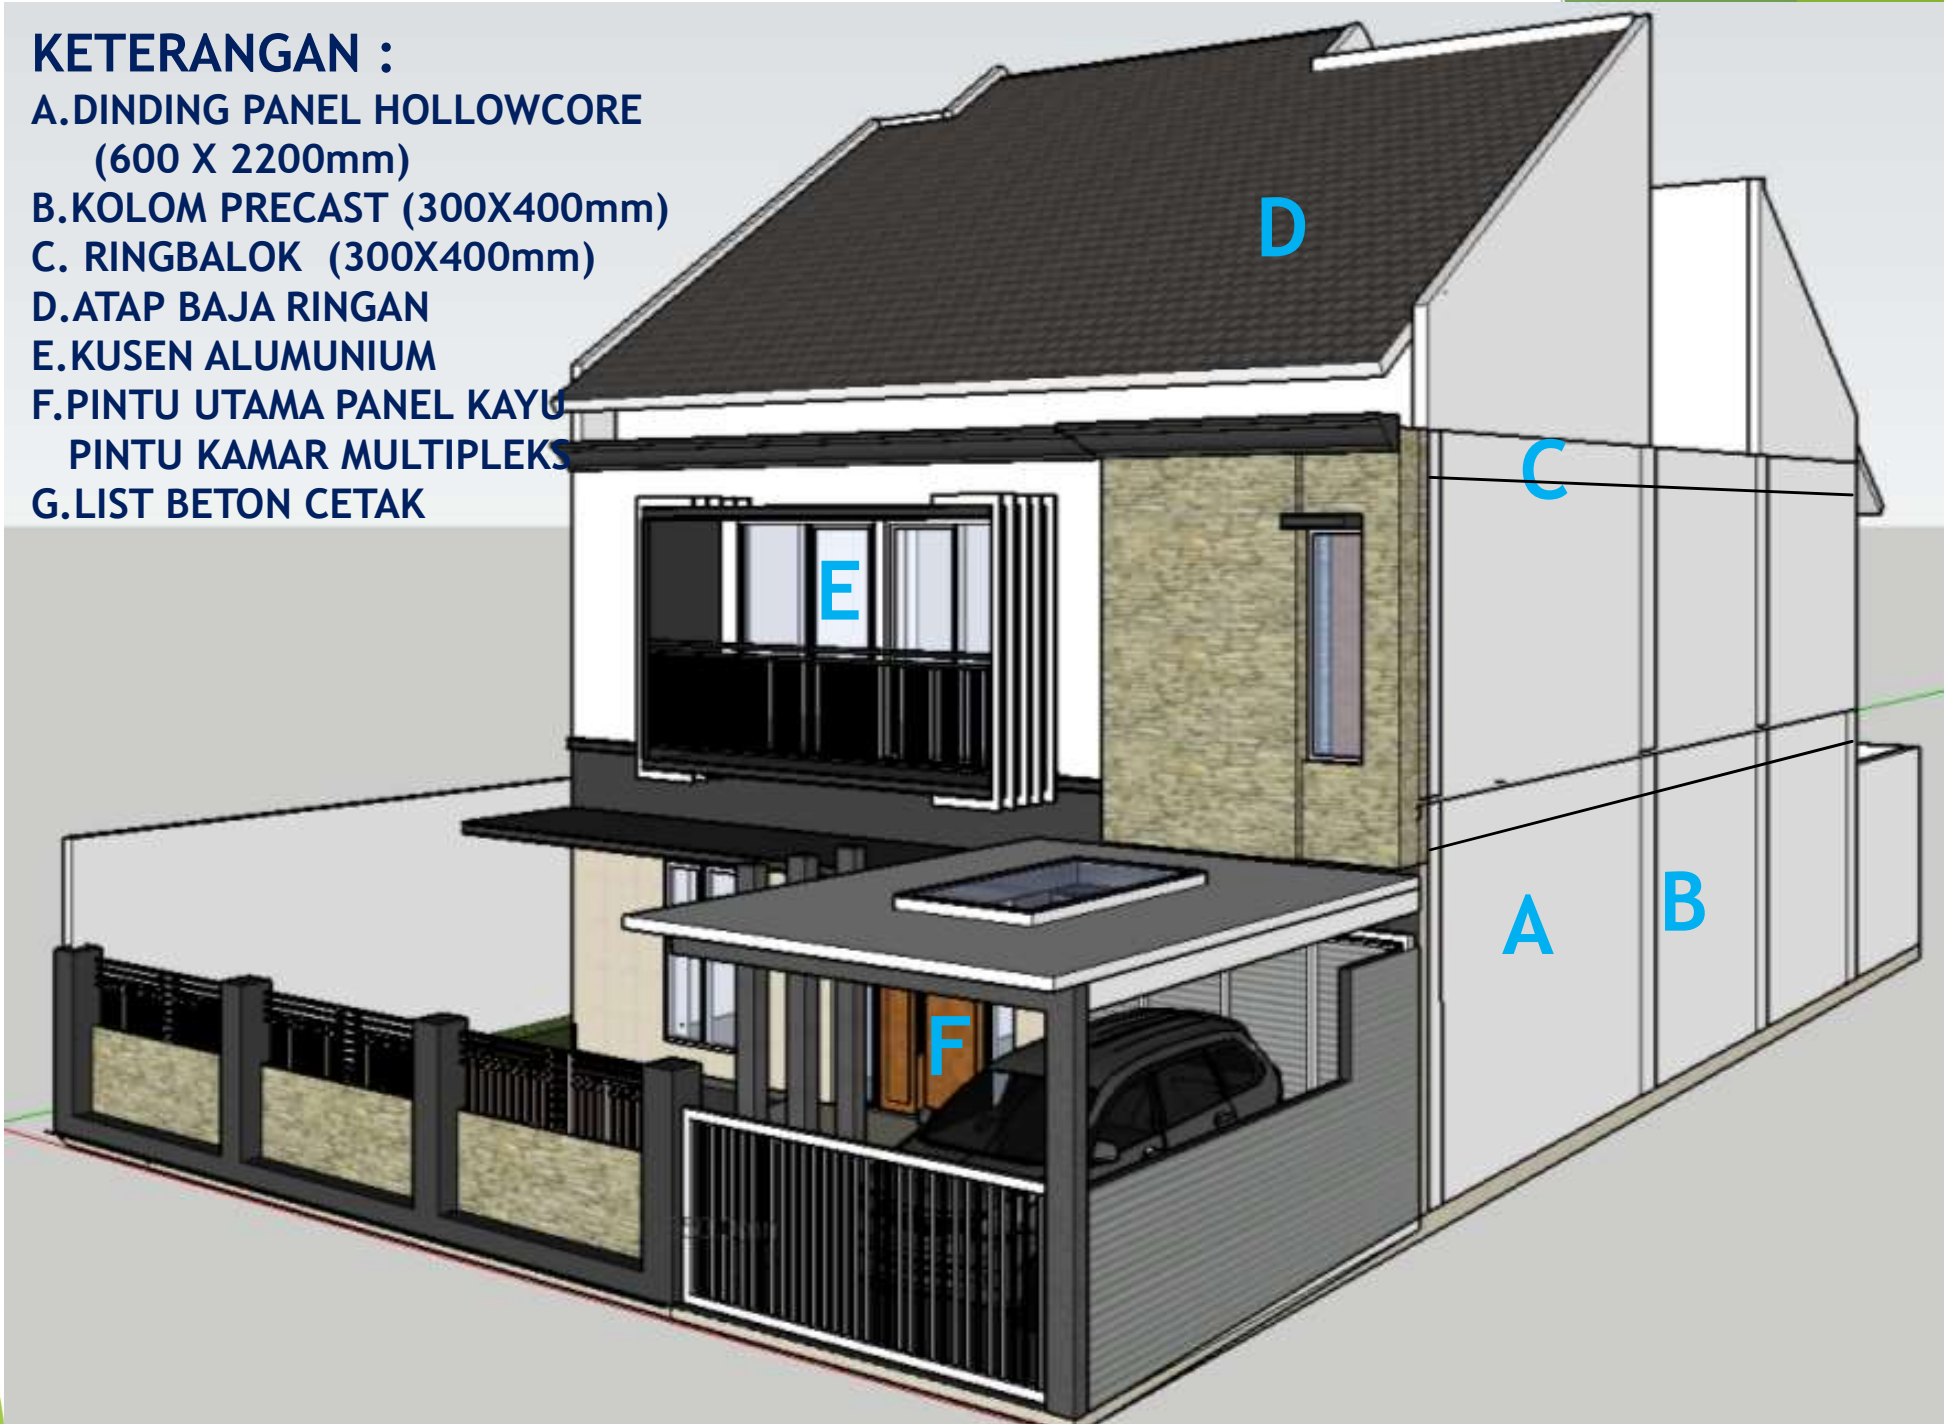 KETERANGAN :
A.DINDING PANEL HOLLOWCORE
(600 X 2200mm)
B.KOLOM PRECAST (300X400mm)
C. RINGBALOK (300X400mm)
D.ATAP BAJA RINGAN
E.KUSEN ALUMUNIUM
F.PINTU UTAMA PANEL KAYU
PINTU KAMAR MULTIPLEKS
G.LIST BETON CETAK
D
C
E
A
B
F